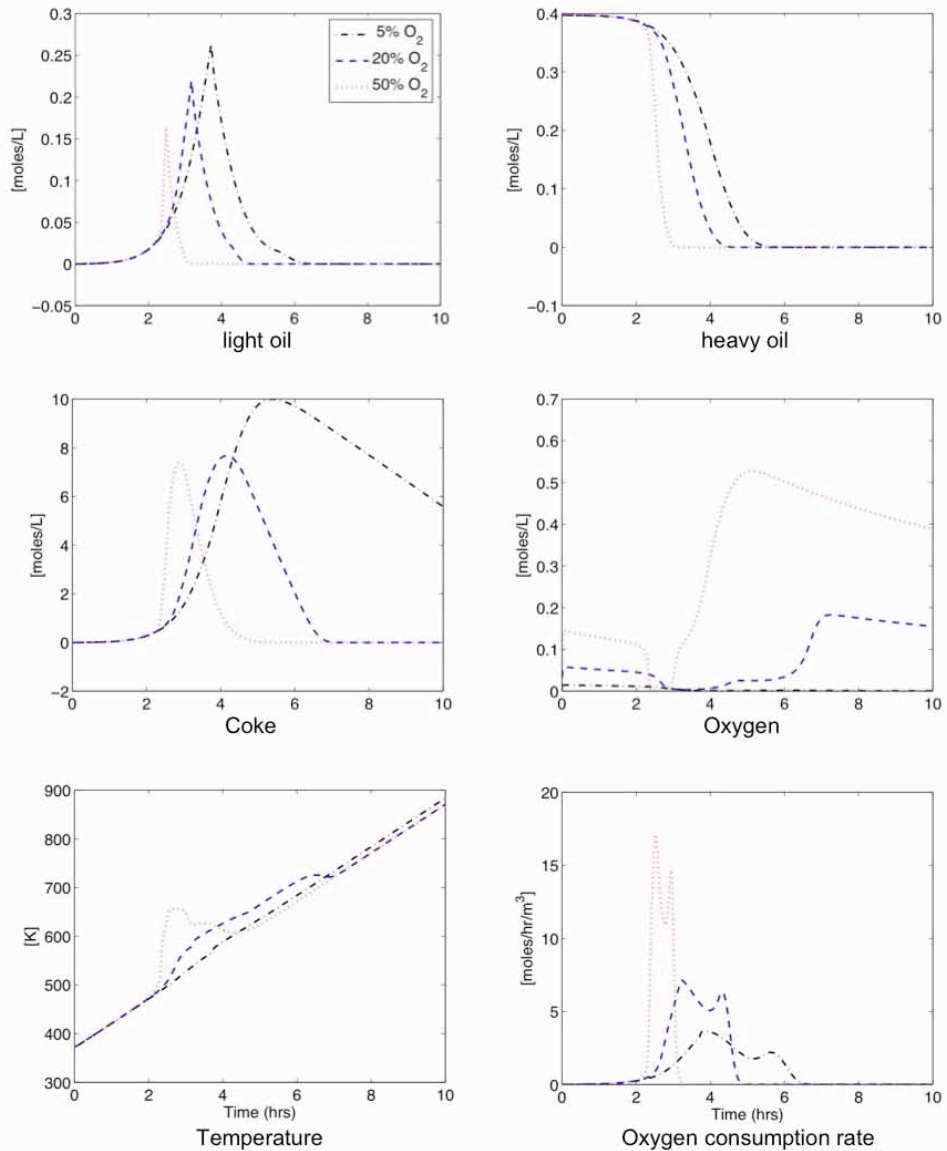 0.3
0.25
0.2
0.15
0.1
0.05
0
−0.05
[moles/L]
5% O2
20% O2
50% O2
0 2 4 6 8 10
light oil
0.4
0.3
0.2
0.1
0
−0.1
[moles/L]
0 2 4 6 8 10
heavy oil
10
8
6
4
2
0
−2
[moles/L]
0 2 4 6 8 10
Coke
0.7
0.6
0.5
0.4
0.3
0.2
0.1
0
[moles/L]
0 2 4 6 8 10
Oxygen
900
800
700
600
500
400
300
[K]
0 2 4 6 8 10
Time (hrs)
Temperature
20
15
10
5
0
[moles/hr/m³]
0 2 4 6 8 10
Time (hrs)
Oxygen consumption rate